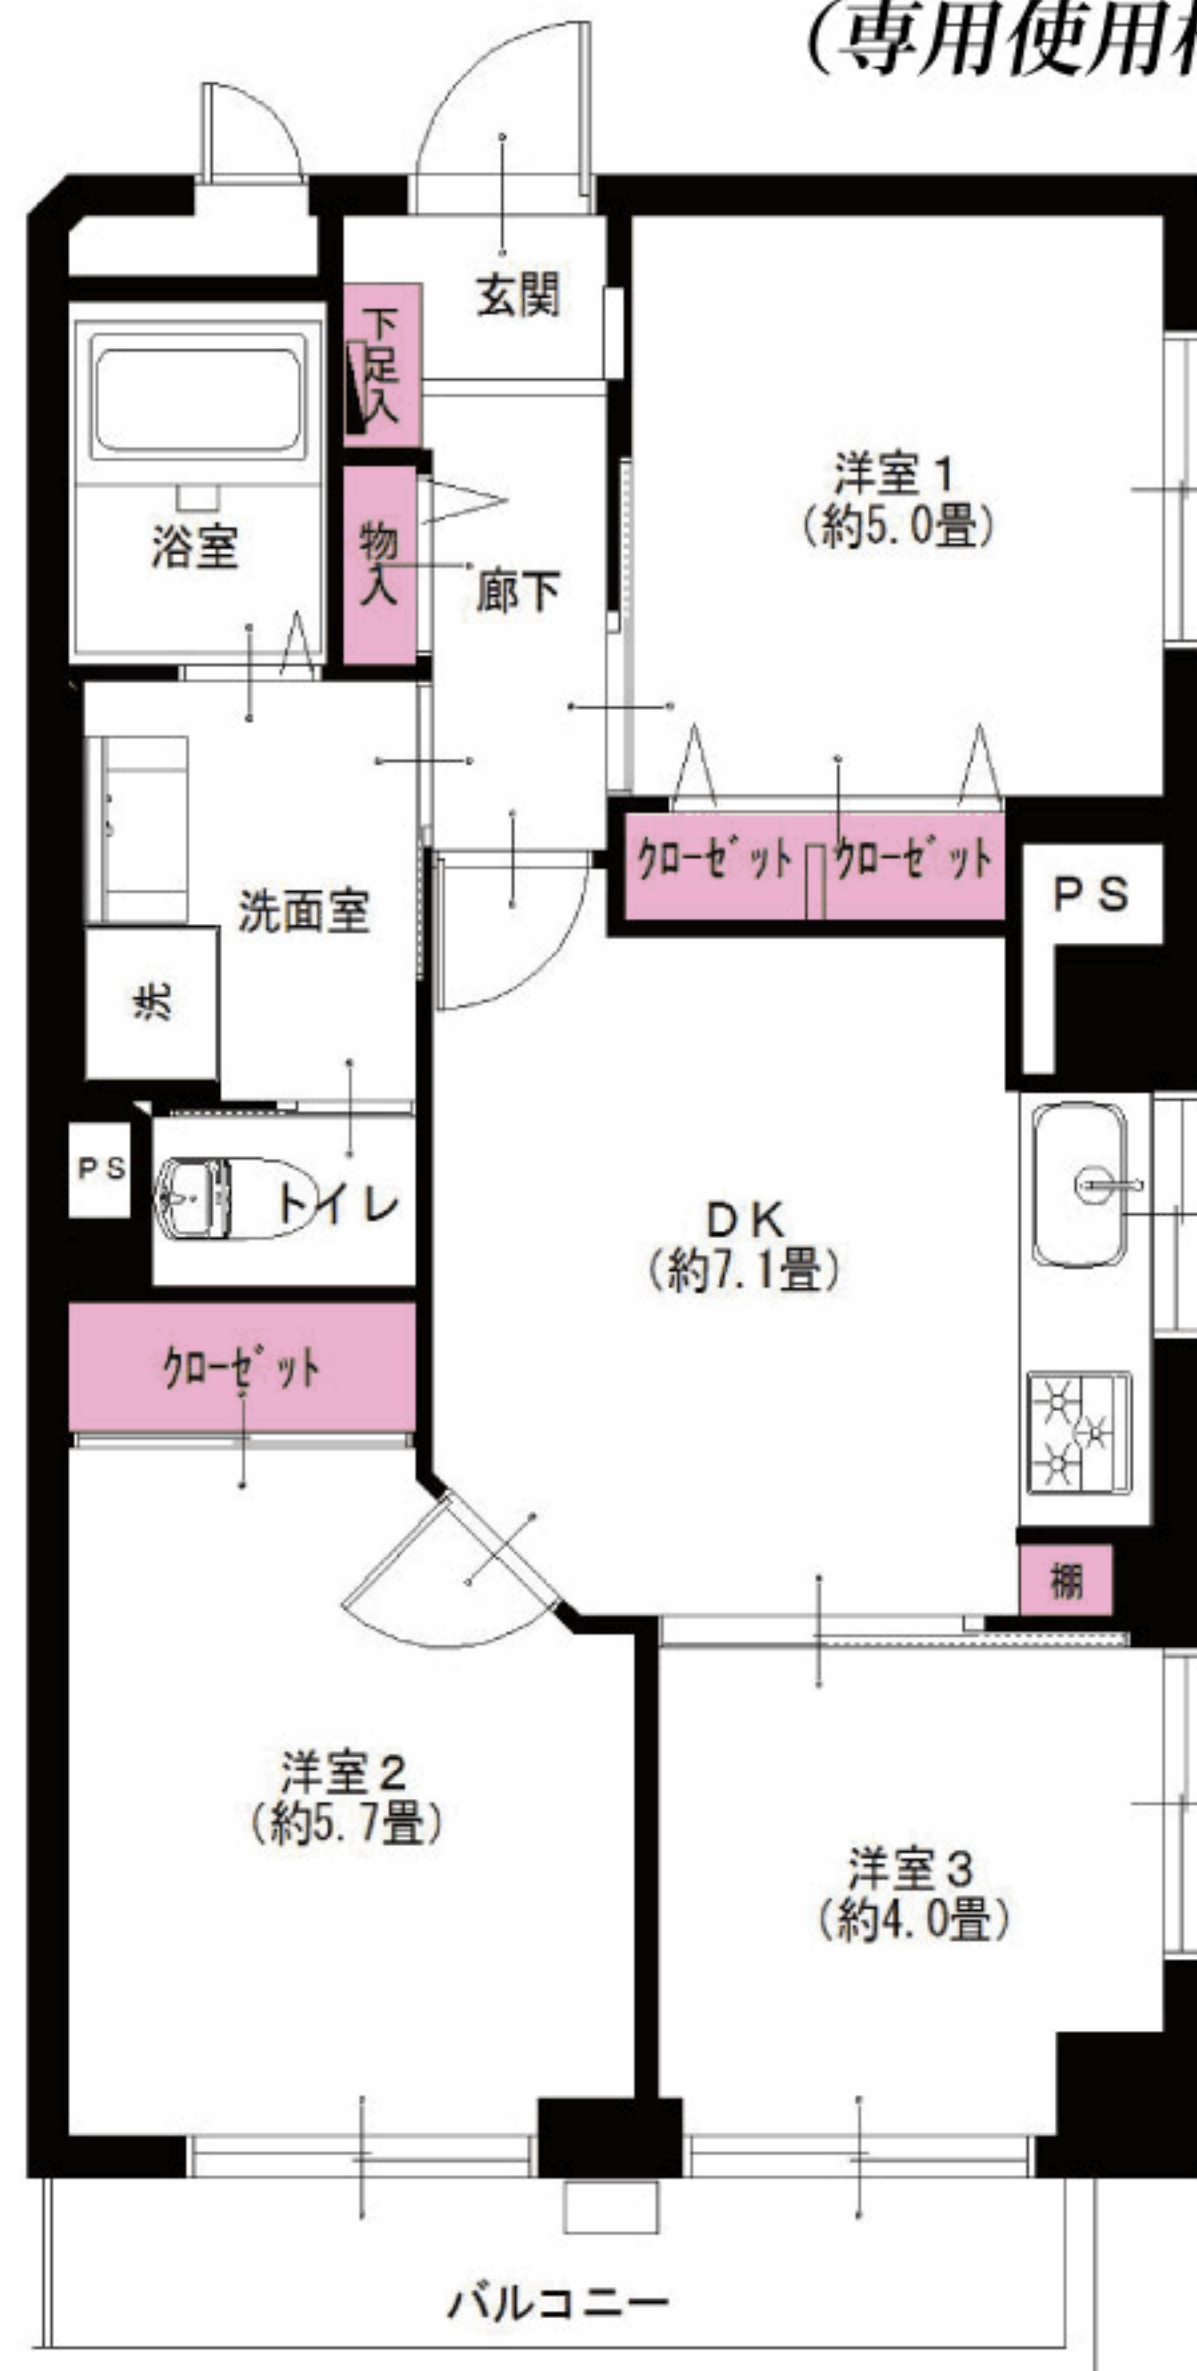 (専用使用
玄関
下足入
洋室1
(約5.0畳)
浴室
物入
廊下
クローゼット
クローゼット
PS
洗面室
洗
PS
トイレ
DK
(約7.1畳)
クローゼット
棚
洋室2
(約5.7畳)
洋室3
(約4.0畳)
バルコニー